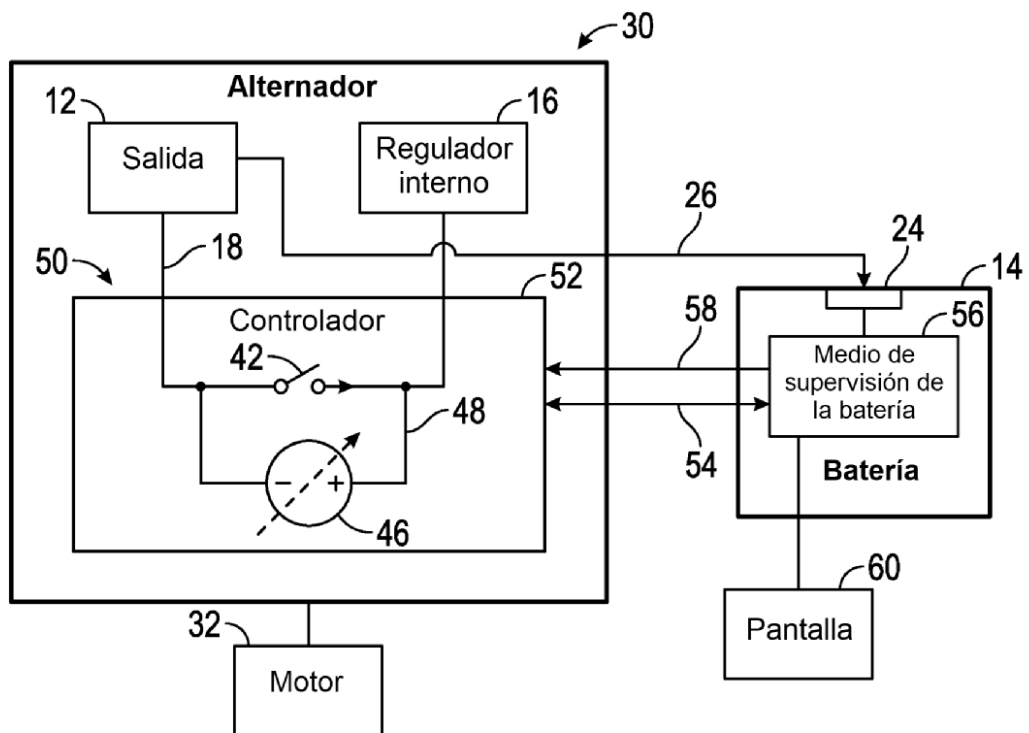 30
Alternador
12
16
Salida
Regulador
interno
26
18
50
52
24
14
Controlador
58
56
42
Medio de
supervisión de
la batería
48
54
Batería
- +
46
60
32
Pantalla
Motor